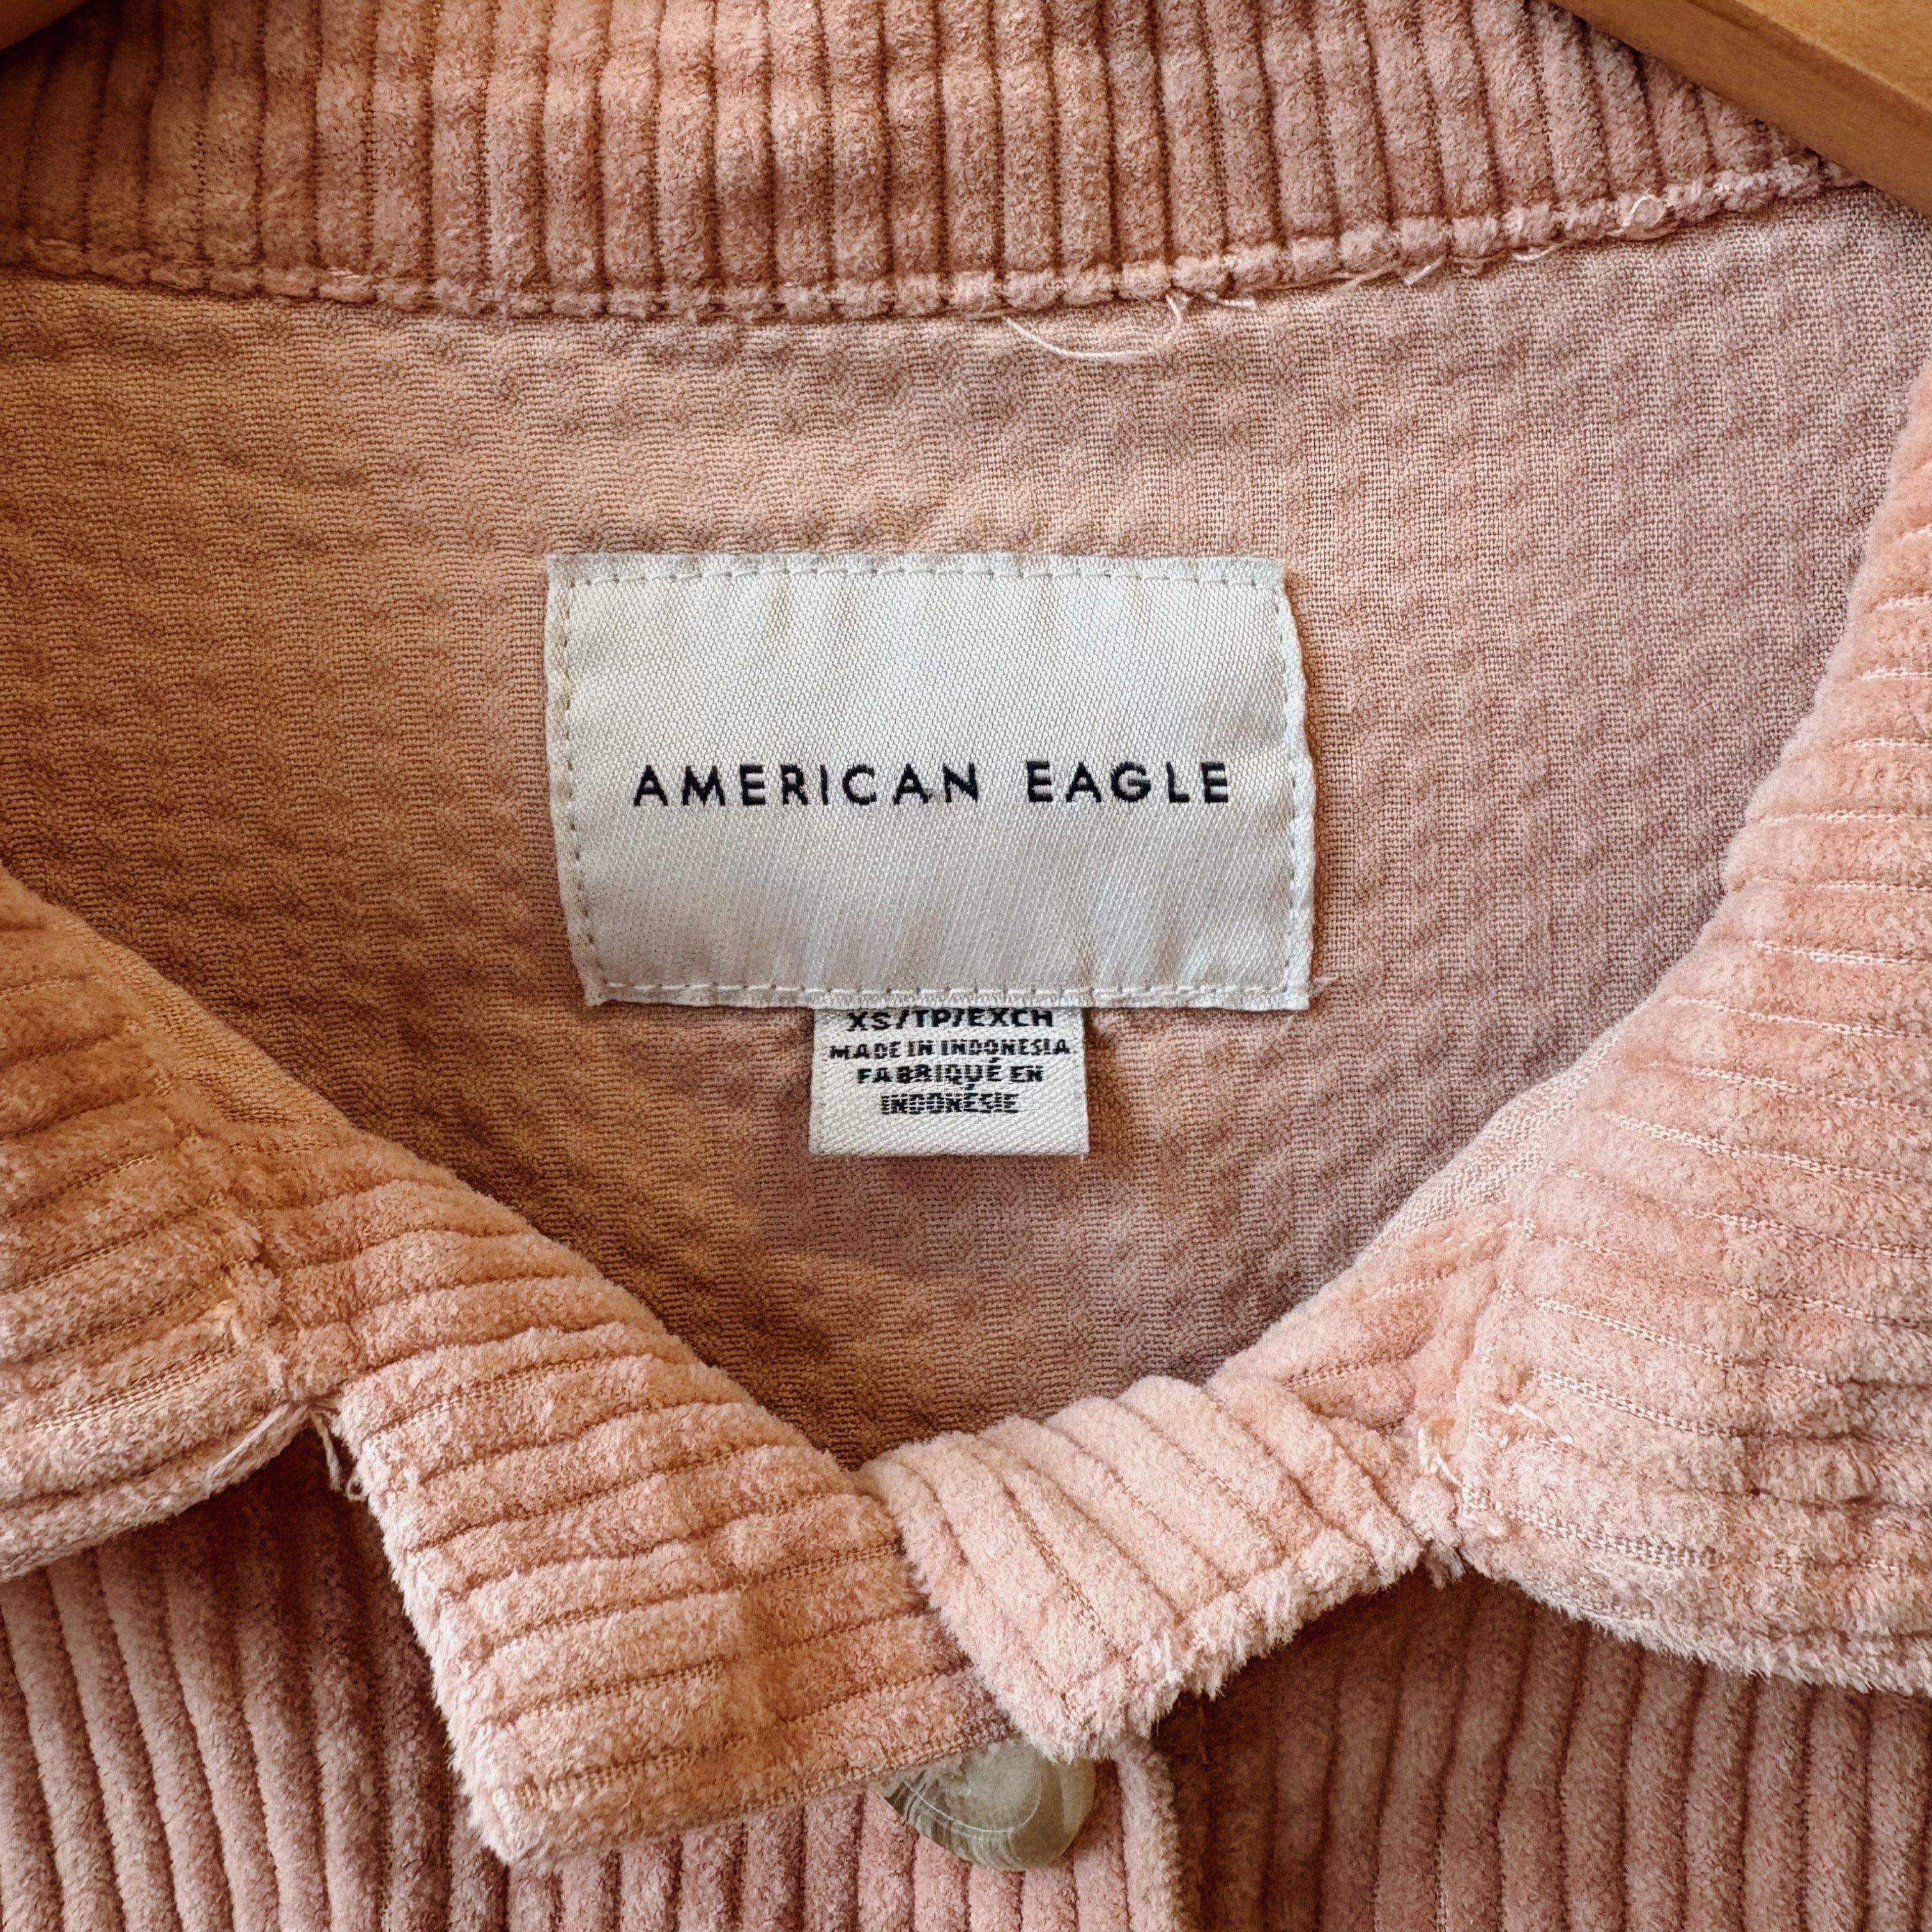 AMERICAN EAGLE
XS/TP/EXCH
MADE IN INDONESIA
FABRIQUÉ EN
INDONÉSIE